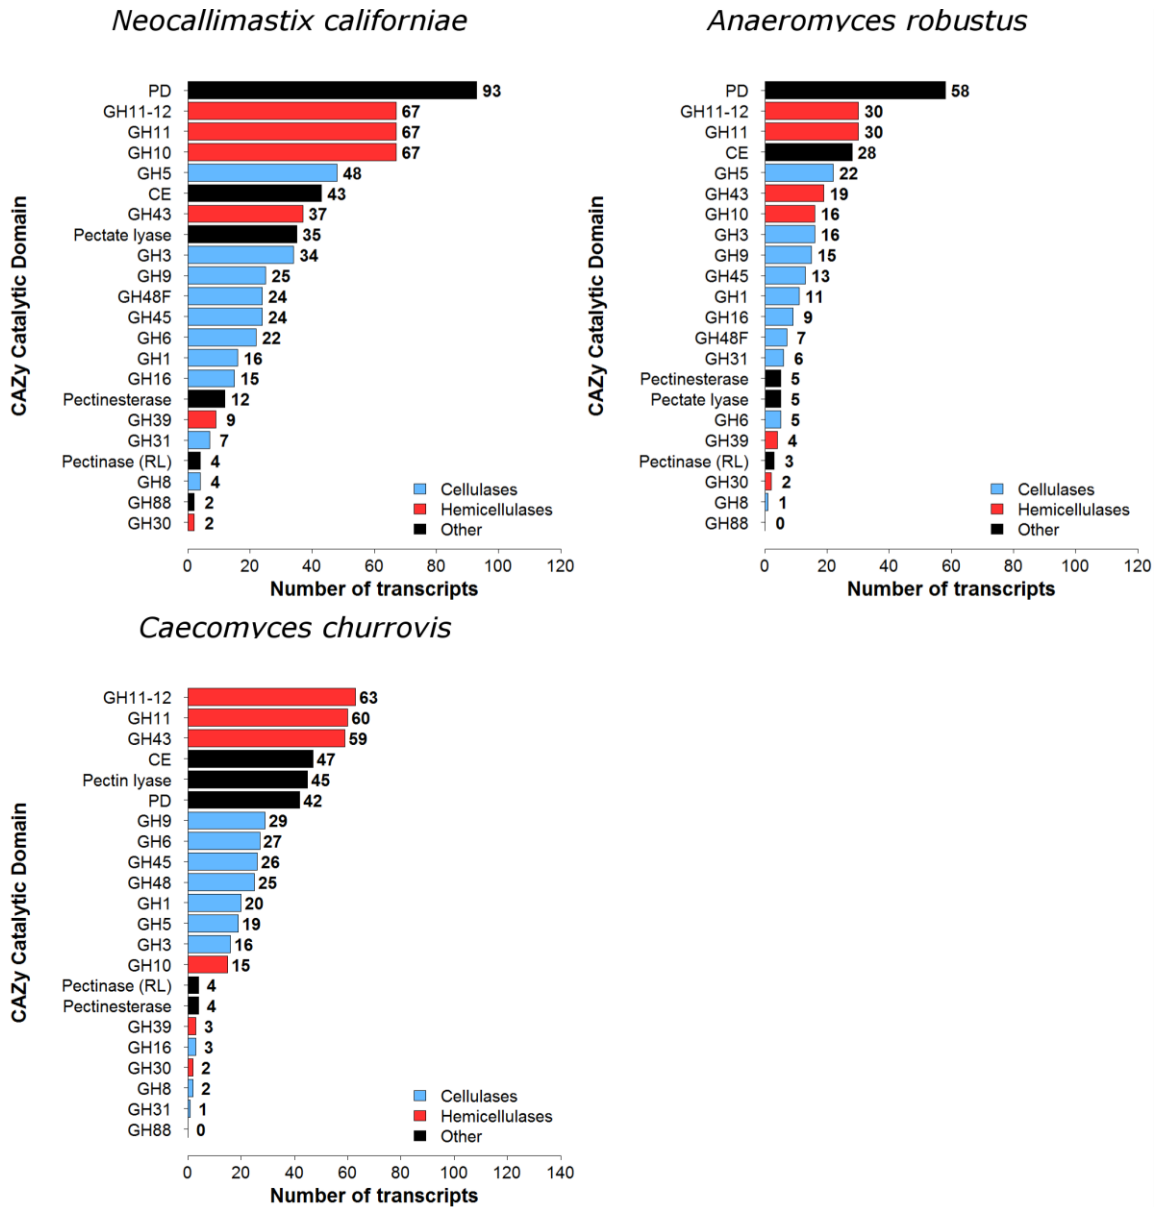 Neocallimastix californiae
CAZy Catalytic Domain
PD 93
GH11-12 67
GH11 67
GH10 67
GH5 48
CE 43
GH43 37
Pectate lyase 35
GH3 34
GH9 25
GH48F 24
GH45 24
GH6 22
GH1 16
GH16 15
Pectinesterase 12
GH39 9
GH31 7
Pectinase (RL) 4
GH8 4
GH88 2
GH30 2
Cellulases
Hemicellulases
Other
0 20 40 60 80 100 120
Number of transcripts
Anaeromyces robustus
CAZy Catalytic Domain
PD 58
GH11-12 30
GH11 30
CE 28
GH5 22
GH43 19
GH10 16
GH3 16
GH9 15
GH45 13
GH1 11
GH16 9
GH48F 7
GH31 6
Pectinesterase 5
Pectate lyase 5
GH6 5
GH39 4
Pectinase (RL) 3
GH30 2
GH8 1
GH88 0
Cellulases
Hemicellulases
Other
0 20 40 60 80 100 120
Number of transcripts
Caecomyces churrovis
CAZy Catalytic Domain
GH11-12 63
GH11 60
GH43 59
CE 47
Pectin lyase 45
PD 42
GH9 29
GH6 27
GH45 26
GH48 25
GH1 20
GH5 19
GH3 16
GH10 15
Pectinase (RL) 4
Pectinesterase 4
GH39 3
GH16 3
GH30 2
GH8 2
GH31 1
GH88 0
Cellulases
Hemicellulases
Other
0 20 40 60 80 100 120 140
Number of transcripts